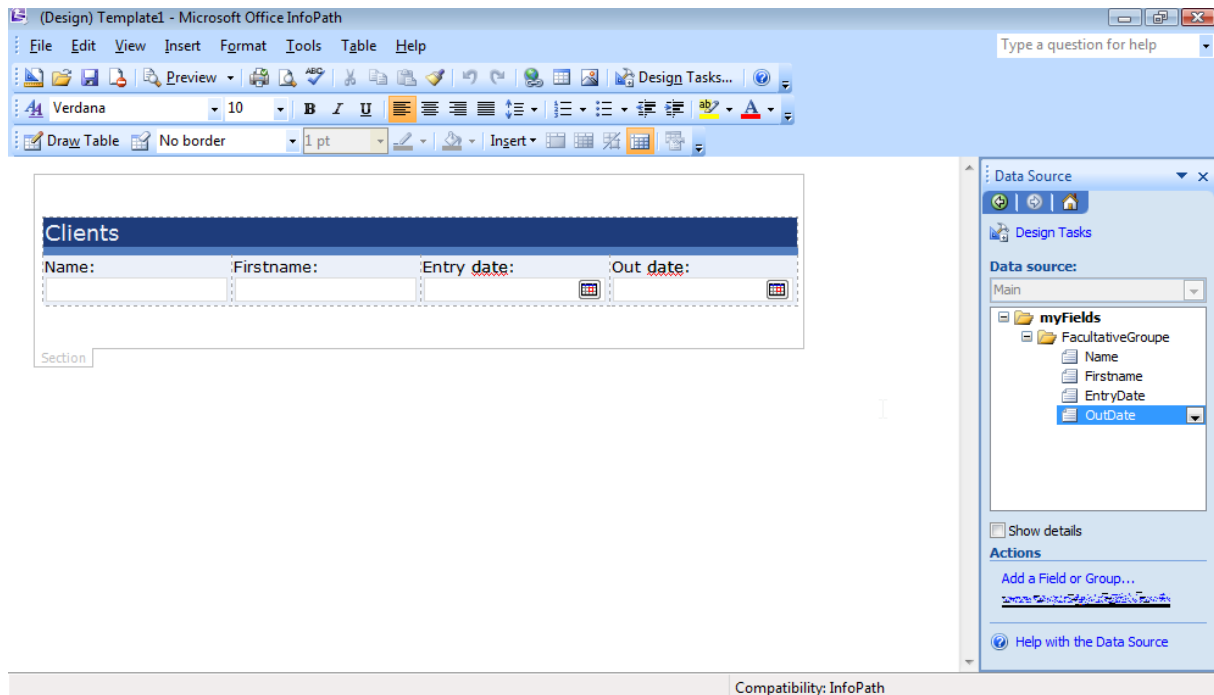 (Design) Template1 - Microsoft Office InfoPath
File Edit View Insert Format Tools Table Help
Type a question for help
Preview Design Tasks...
Verdana 10 B I U A
Draw Table No border 1 pt Insert
Data Source
Design Tasks
Clients
Name: Firstname: Entry date: Out date:
Section
Data source:
Main
myFields
FacultativeGroupe
Name
Firstname
EntryDate
OutDate
Show details
Actions
Add a Field or Group...
Help with the Data Source
Compatibility: InfoPath